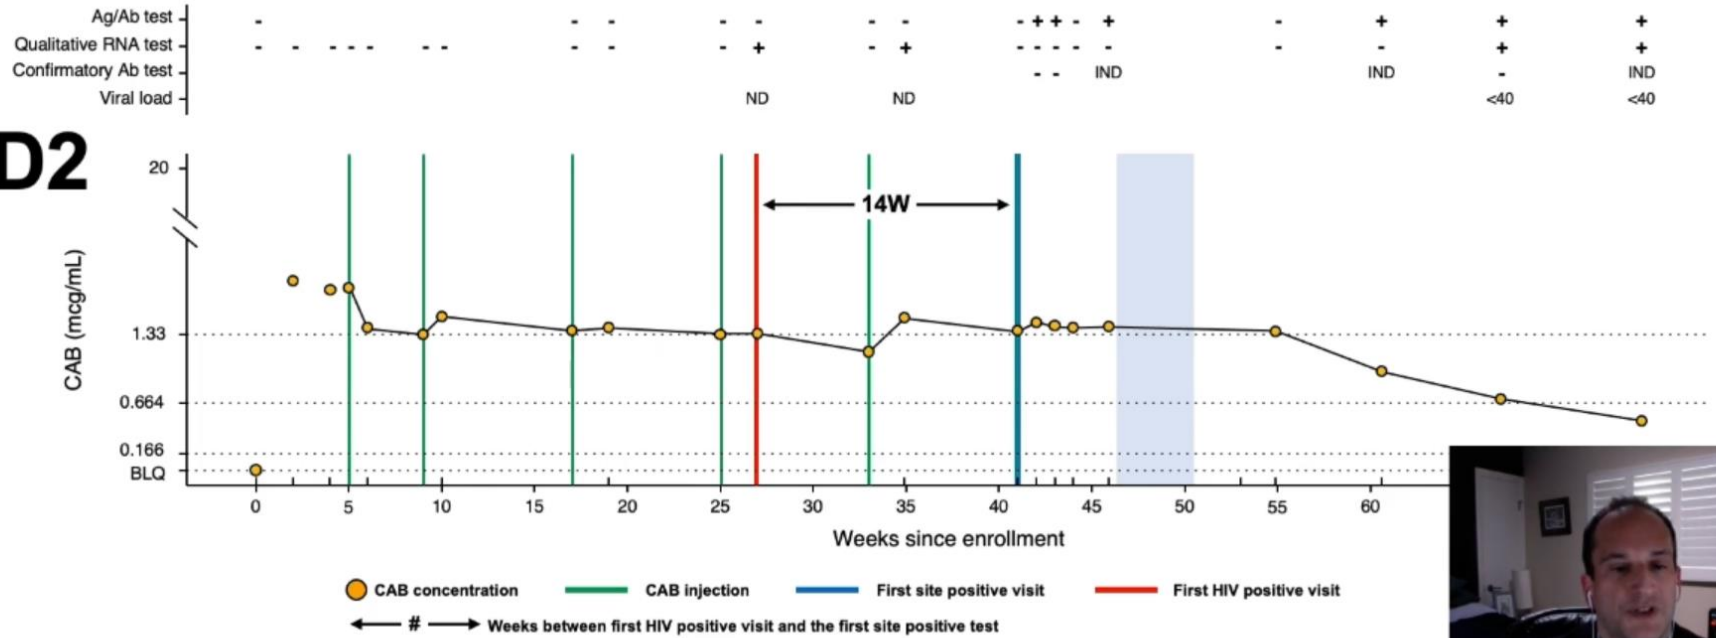 Ag/Ab test - - - - - - - - + + - + - + + +
Qualitative RNA test - - - - - - - - - - + - + - - - - - - - + +
Confirmatory Ab test - - IND IND - IND
Viral load ND ND <40 <40
D2
20
14W
CAB (mcg/mL)
1.33
0.664
0.166
BLQ
0 5 10 15 20 25 30 35 40 45 50 55 60
Weeks since enrollment
CAB concentration CAB injection First site positive visit First HIV positive visit
# Weeks between first HIV positive visit and the first site positive test